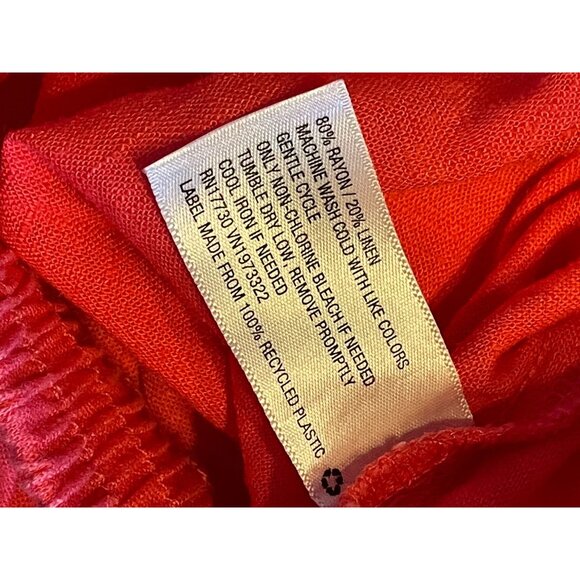 80% RAYON / 20% LINEN
MACHINE WASH COLD WITH LIKE COLORS
GENTLE CYCLE
ONLY NON-CHLORINE BLEACH IF NEEDED
TUMBLE DRY LOW, REMOVE PROMPTLY
COOL IRON IF NEEDED
RN17730 VN1973322
LABEL MADE FROM 100% RECYCLED PLASTIC